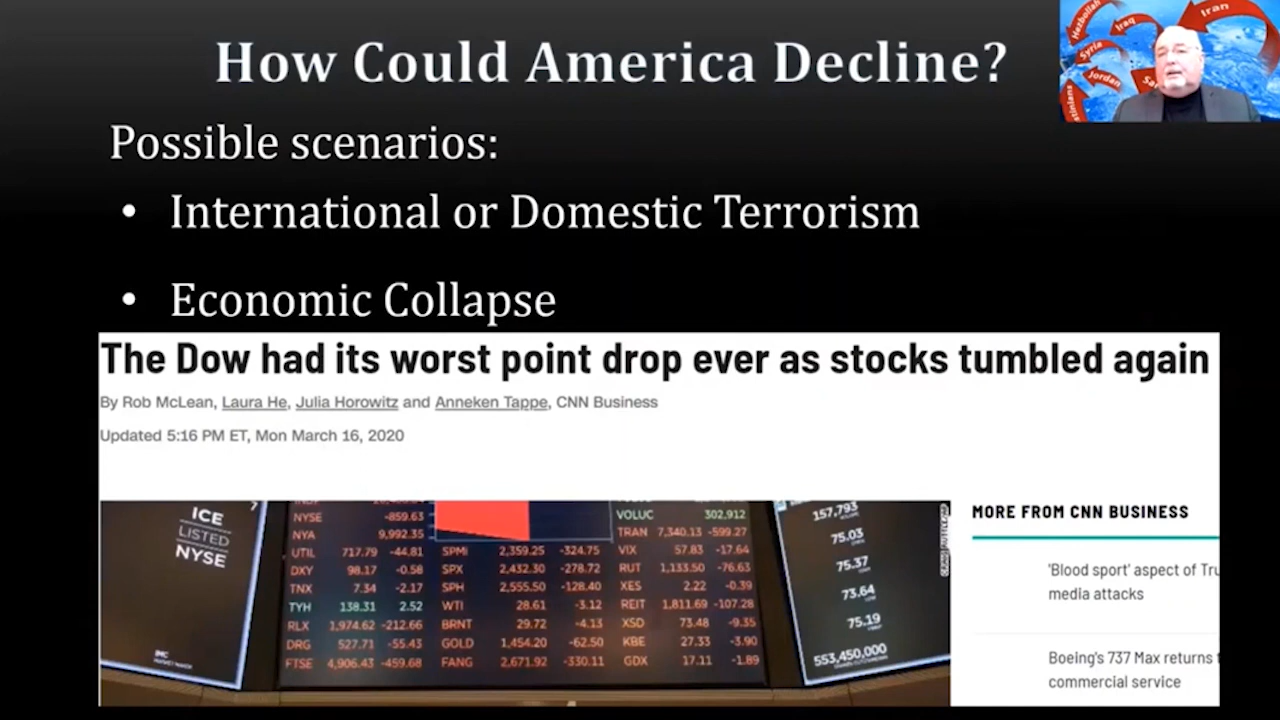 How Could America Decline?
Iran
Hezbollah
Iraq
Syria
Jordan
Possible scenarios:
• International or Domestic Terrorism
• Economic Collapse
The Dow had its worst point drop ever as stocks tumbled again
By Rob McLean, Laura He, Julia Horowitz and Anneken Tappe, CNN Business
Updated 5:16 PM ET, Mon March 16, 2020
ICE
LISTED
NYSE
NYSE -859.63
NYA 9,992.35
UTIL 717.79 -44.81
DXY 98.17 -0.58
TNX 7.34 -2.17
TYH 138.31 2.52
RLX 1,974.62 -212.66
DRG 527.71 -55.43
FTSE 4,906.43 -459.68
SPMI 2,359.25 -324.75
SPX 2,432.30 -278.72
SPH 2,555.50 -128.40
WTI 28.61 -3.12
BRNT 29.72 -4.13
GOLD 1,454.20 -62.50
FANG 2,671.92 -330.11
VOLUC 302,912
TRAN 7,340.13 -599.27
VIX 57.83 -17.64
RUT 1,133.50 -76.63
XES 2.22 -0.39
REIT 1,811.69 -107.28
XSD 73.48 -9.35
KBE 27.33 -3.90
GDX 17.11 -1.89
157,793
75.03
75.37
73.64
75.19
553,450,000
MORE FROM CNN BUSINESS
'Blood sport' aspect of Tru
media attacks
Boeing's 737 Max returns
commercial service